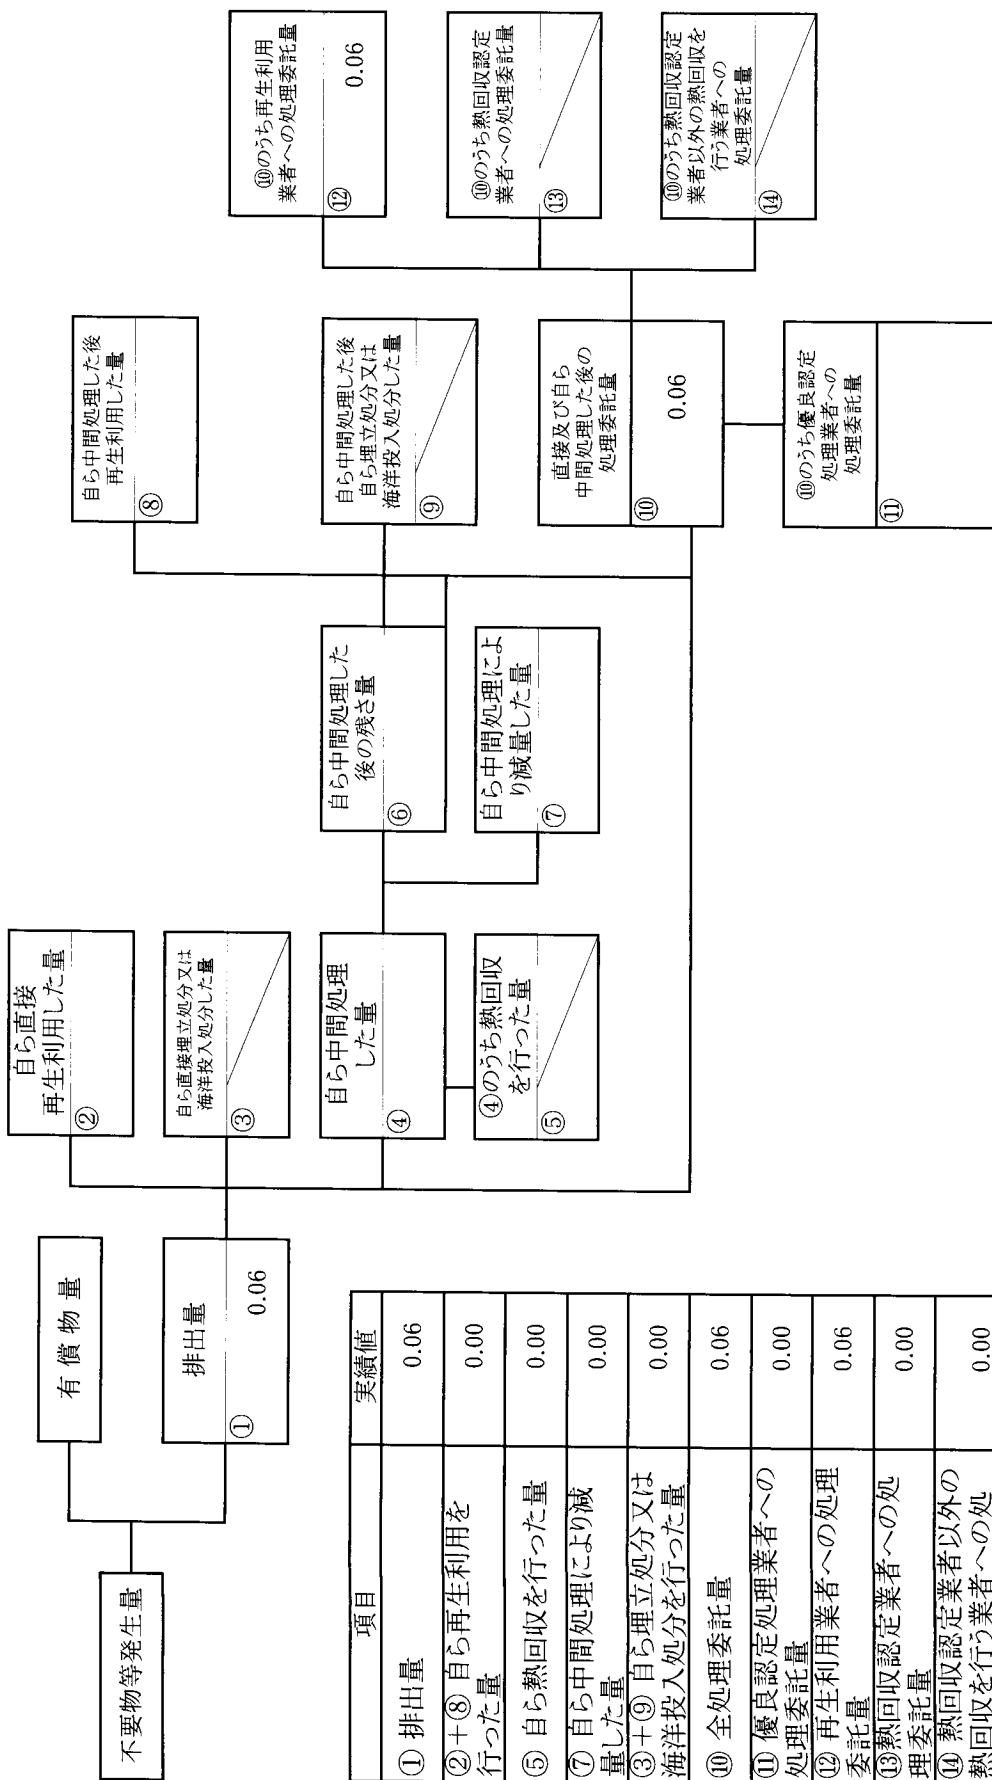 不要物等発生量
有償物量
排出量
①
0.06
自ら直接
再生利用した量
②
自ら直接埋立処分又は
海洋投入処分した量
③
自ら中間処理
した量
④
④のうち熱回収
を行った量
⑤
自ら中間処理した
後の残さ量
⑥
自ら中間処理によ
り減量した量
⑦
自ら中間処理した後
再生利用した量
⑧
自ら中間処理した後
自ら埋立処分又は
海洋投入処分した量
⑨
直接及び自ら
中間処理した後の
処理委託量
⑩
0.06
⑩のうち優良認定
処理業者への
処理委託量
⑪
⑩のうち再生利用
業者への処理委託量
⑫
0.06
⑩のうち熱回収認定
業者への処理委託量
⑬
⑩のうち熱回収認定
業者以外の熱回収を
行う業者への
処理委託量
⑭
項目 実績値
① 排出量 0.06
②+⑧ 自ら再生利用を
行った量 0.00
⑤ 自ら熱回収を行った量 0.00
⑦ 自ら中間処理により減
量した量 0.00
③+⑨ 自ら埋立処分又は
海洋投入処分を行った量 0.00
⑩ 全処理委託量 0.06
⑪ 優良認定処理業者への
処理委託量 0.00
⑫ 再生利用業者への処理
委託量 0.06
⑬熱回収認定業者への処
理委託量 0.00
⑭ 熱回収認定業者以外の
熱回収を行う業者への処 0.00